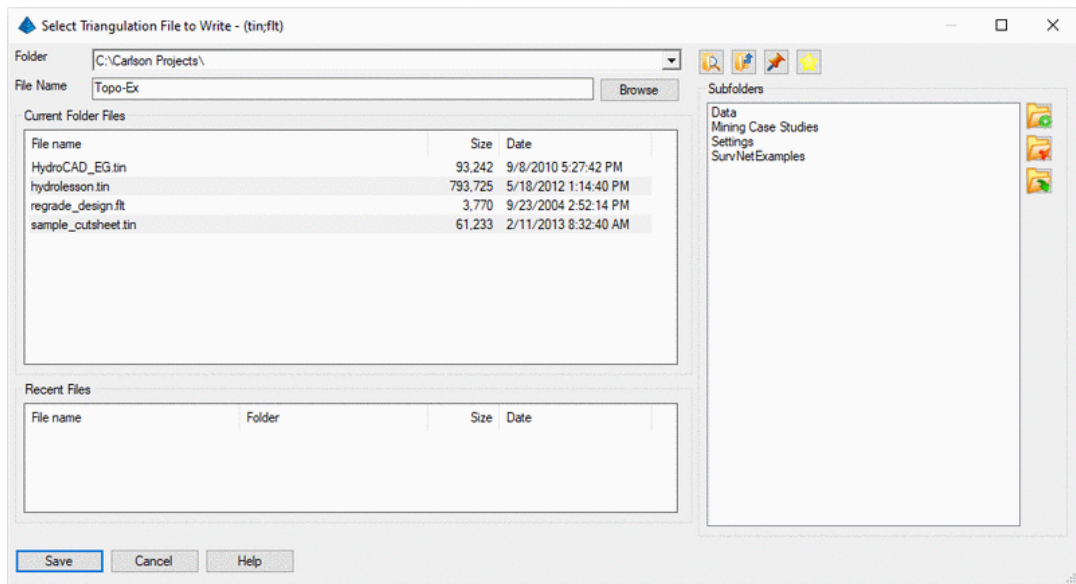 Select Triangulation File to Write - (tin;flt)
Folder
C:\Carlson Projects\
File Name
Topo-Ex
Browse
Current Folder Files
File name Size Date
HydroCAD_EG.tin 93,242 9/8/2010 5:27:42 PM
hydrolesson.tin 793,725 5/18/2012 1:14:40 PM
regrade_design.flt 3,770 9/23/2004 2:52:14 PM
sample_cutsheet.tin 61,233 2/11/2013 8:32:40 AM
Recent Files
File name Folder Size Date
Subfolders
Data
Mining Case Studies
Settings
SurvNetExamples
Save Cancel Help